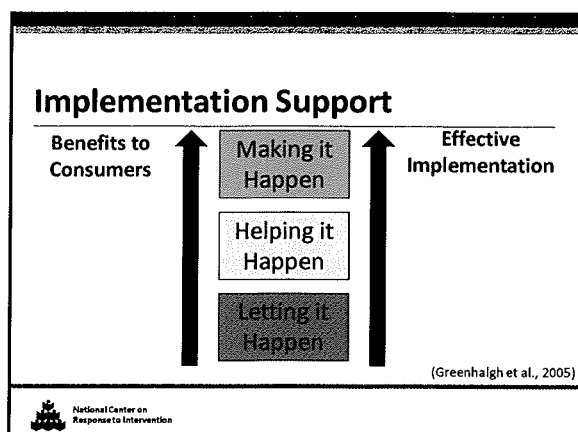 Implementation Support
Benefits to
Consumers
Making it
Happen
Effective
Implementation
Helping it
Happen
Letting it
Happen
(Greenhalgh et al., 2005)
National Center on
Response to Intervention